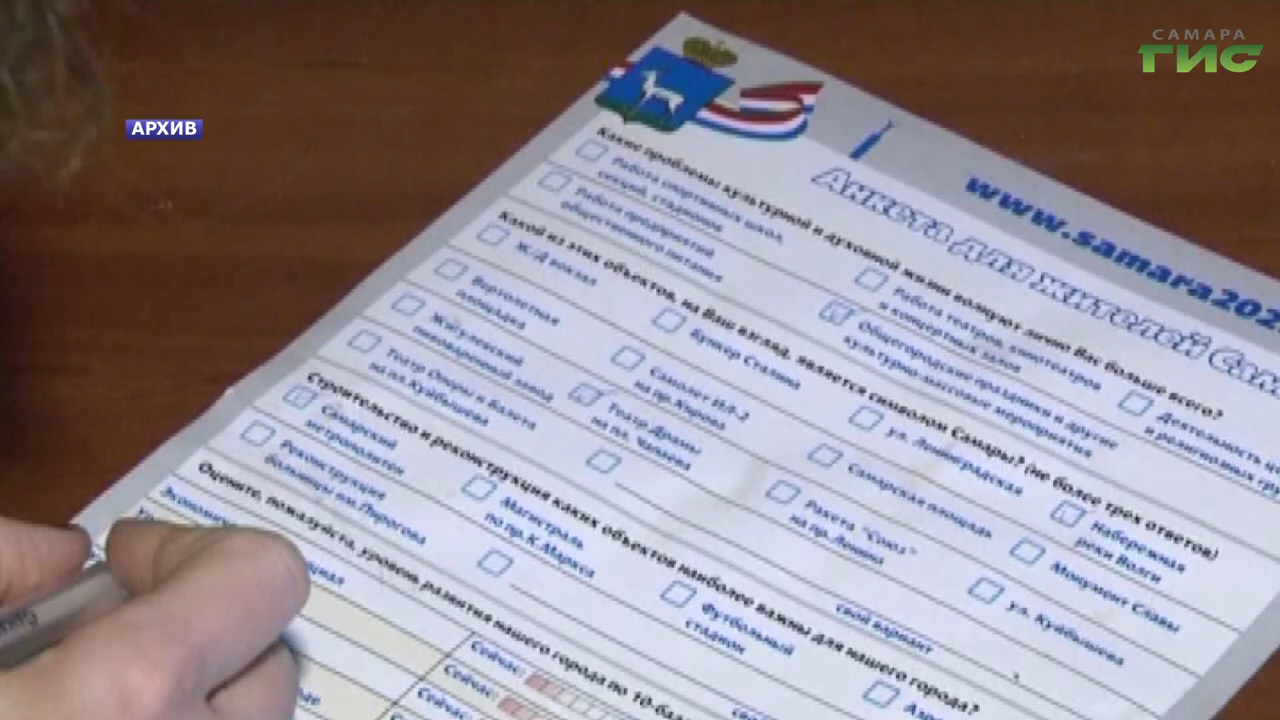 САМАРА
ГИС
АРХИВ
www.samara202
Анкета для жителей Сам
Какие проблемы культурной и духовной жизни волнуют лично Вас больше всего?
Работа спортивных школ,
секций, стадионов
Работа театров, кинотеатров
и концертных залов
Деятельность
и религиозных
Работа предприятий
общественного питания
Общегородские праздники и другие
культурно-массовые мероприятия
Какой из этих объектов, на Ваш взгляд, является символом Самары? (не более трех ответов)
Ж/Д вокзал
Бункер Сталина
ул. Ленинградская
Набережная
реки Волги
Вертолетная
площадка
Самолет ИЛ-2
на пр.Кирова
Самарская площадь
Монумент Славы
Жигулевский
пивоваренный завод
Театр Драмы
на пл. Чапаева
Ракета "Союз"
на пр. Ленина
ул. Куйбышева
Театр Оперы и Балета
на пл. Куйбышева
свой вариант
Строительство и реконструкция каких объектов наиболее важны для нашего города?
Самарский
метрополитен
Магистраль
по пр. К.Маркса
Футбольный
стадион
Реконструкция
больницы им. Пирогова
Оцените, пожалуйста, уровень развития нашего города по 10-бал
Сейчас:
Сейчас:
Сейчас: